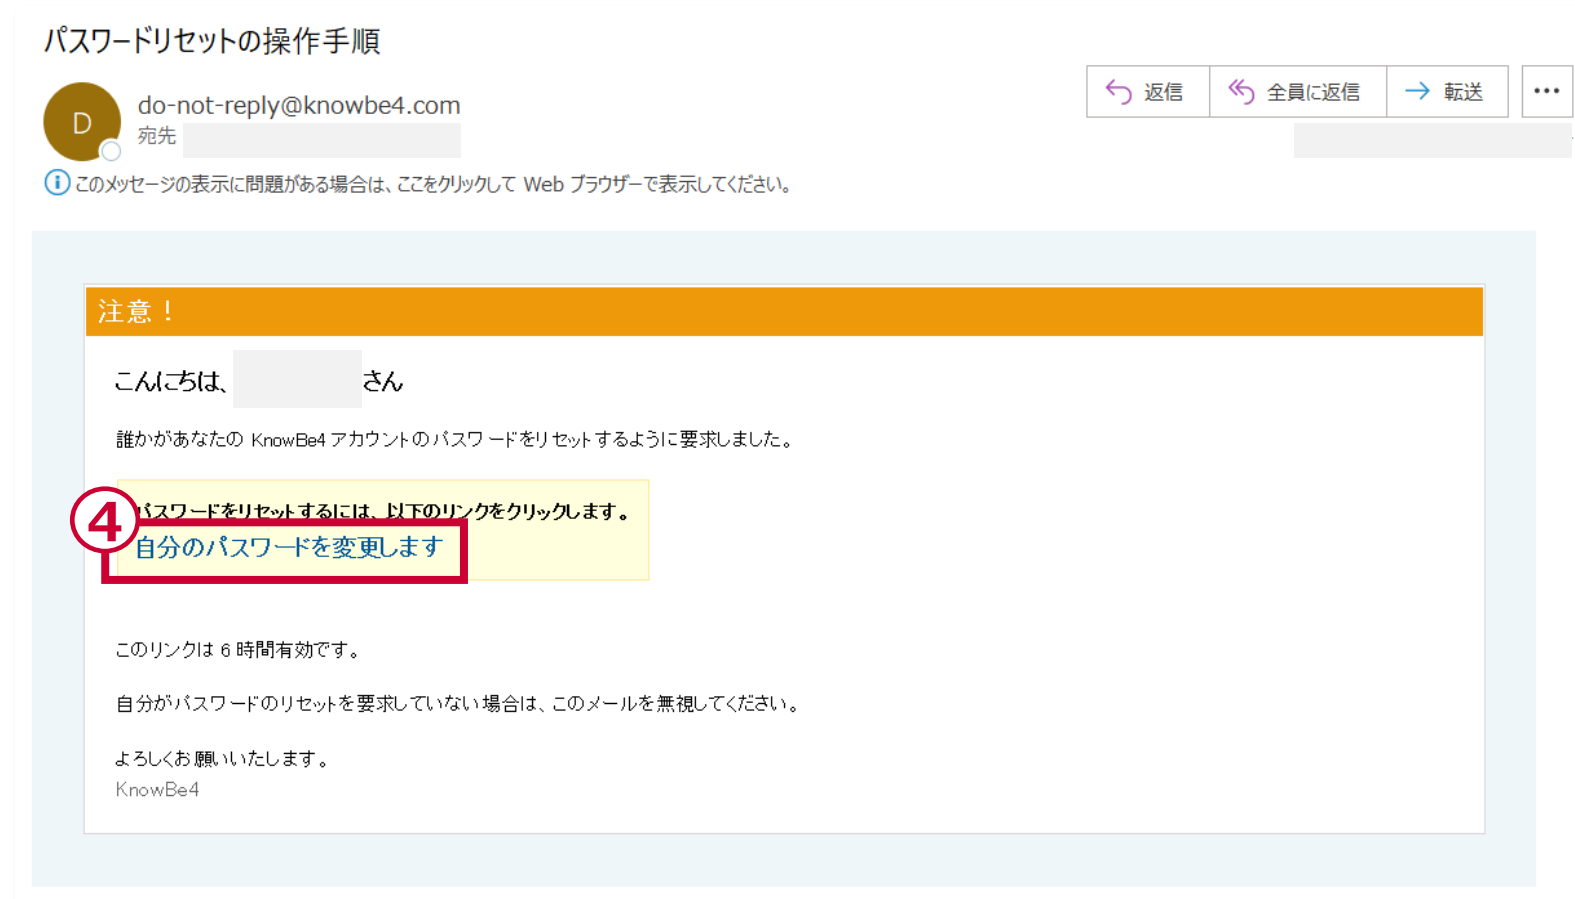 パスワードリセットの操作手順
D
do-not-reply@knowbe4.com
宛先
返信
全員に返信
転送
このメッセージの表示に問題がある場合は、ここをクリックして Web ブラウザーで表示してください。
注意！
こんにちは、 さん
誰かがあなたの KnowBe4 アカウントのパスワードをリセットするように要求しました。
④
パスワードをリセットするには、以下のリンクをクリックします。
自分のパスワードを変更します
このリンクは 6 時間有効です。
自分がパスワードのリセットを要求していない場合は、このメールを無視してください。
よろしくお願いいたします。
KnowBe4